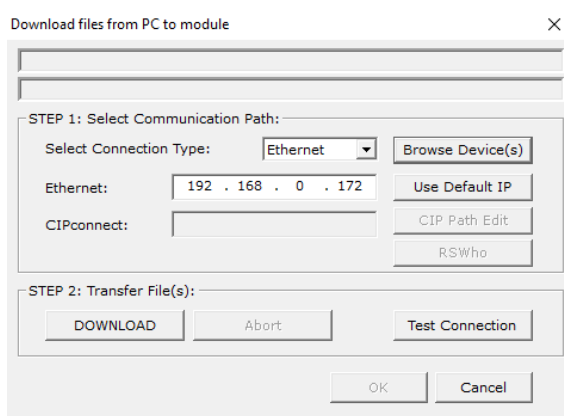 Download files from PC to module
STEP 1: Select Communication Path:
Select Connection Type: Ethernet Browse Device(s)
Ethernet: 192 . 168 . 0 . 172 Use Default IP
CIPconnect: CIP Path Edit
RSWho
STEP 2: Transfer File(s):
DOWNLOAD Abort Test Connection
OK Cancel